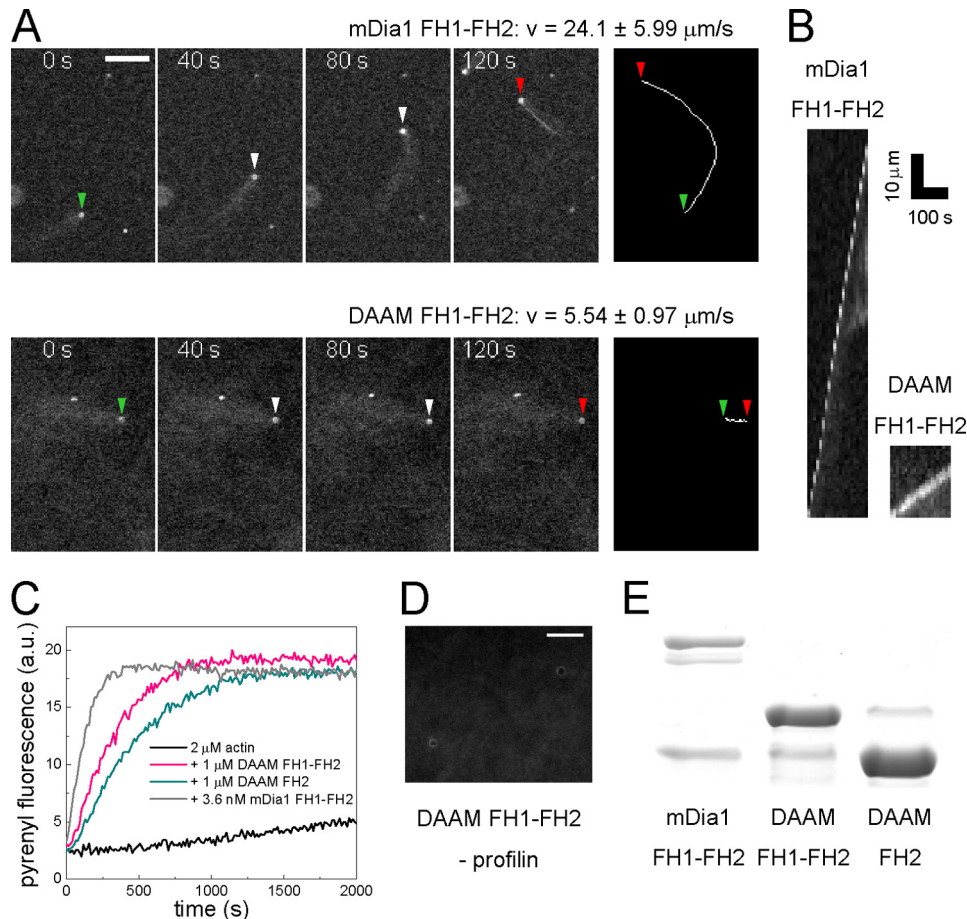 A
mDia1 FH1-FH2: v = 24.1 ± 5.99 μm/s
0 s
40 s
80 s
120 s
DAAM FH1-FH2: v = 5.54 ± 0.97 μm/s
0 s
40 s
80 s
120 s
B
mDia1
FH1-FH2
10 μm
100 s
DAAM
FH1-FH2
C
pyrenyl fluorescence (a.u.)
20
15
10
5
0
0
500
1000
1500
2000
time (s)
2 μM actin
+ 1 μM DAAM FH1-FH2
+ 1 μM DAAM FH2
+ 3.6 nM mDia1 FH1-FH2
D
DAAM FH1-FH2
- profilin
E
mDia1
FH1-FH2
DAAM
FH1-FH2
DAAM
FH2